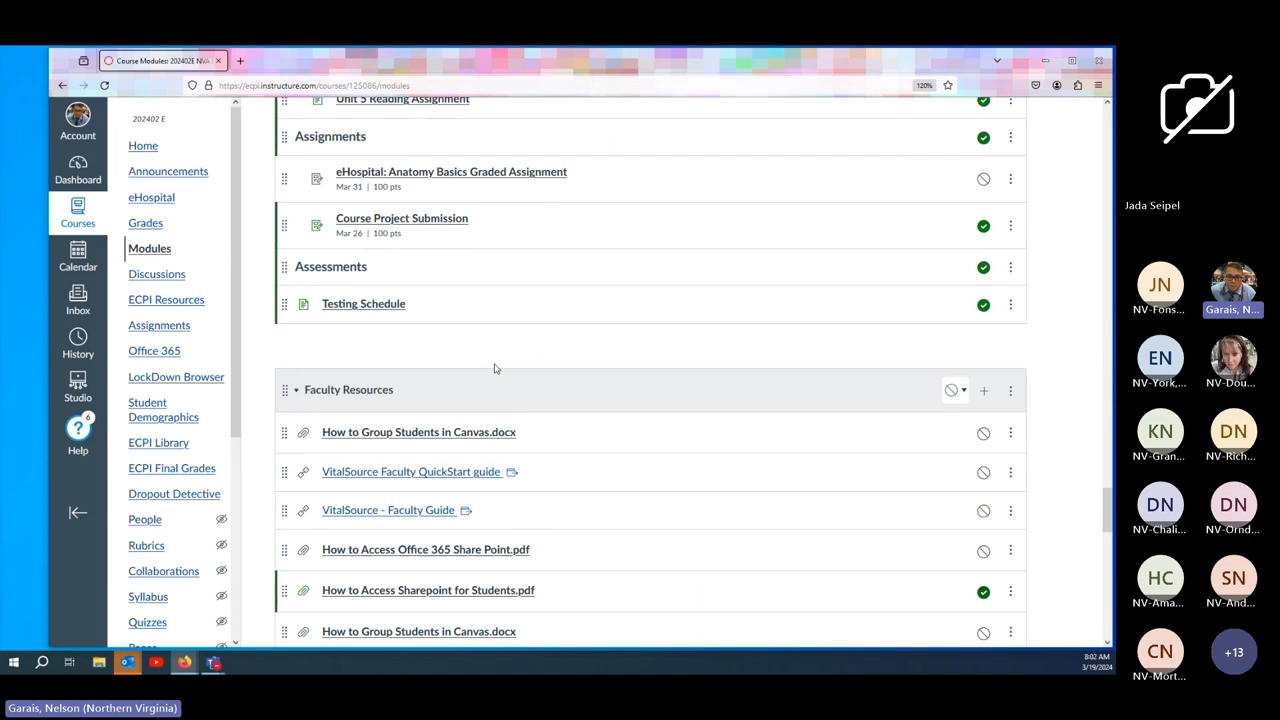 Course Modules: 202402E NVA
https://ecpi.instructure.com/courses/125086/modules
120%
Account
Dashboard
Courses
Calendar
Inbox
History
Studio
6
Help
202402 E
Home
Announcements
eHospital
Grades
Modules
Discussions
ECPI Resources
Assignments
Office 365
LockDown Browser
Student
Demographics
ECPI Library
ECPI Final Grades
Dropout Detective
People
Rubrics
Collaborations
Syllabus
Quizzes
Unit 5 Reading Assignment
Assignments
eHospital: Anatomy Basics Graded Assignment
Mar 31 | 100 pts
Course Project Submission
Mar 26 | 100 pts
Assessments
Testing Schedule
Faculty Resources
How to Group Students in Canvas.docx
VitalSource Faculty QuickStart guide
VitalSource - Faculty Guide
How to Access Office 365 Share Point.pdf
How to Access Sharepoint for Students.pdf
How to Group Students in Canvas.docx
8:02 AM
3/19/2024
Jada Seipel
JN
NV-Fons...
Garais, N...
EN
NV-York,...
NV-Dou...
KN
NV-Gran...
DN
NV-Rich...
DN
NV-Chali...
DN
NV-Ornd...
HC
NV-Ama...
SN
NV-And...
CN
NV-Mort...
+13
Garais, Nelson (Northern Virginia)